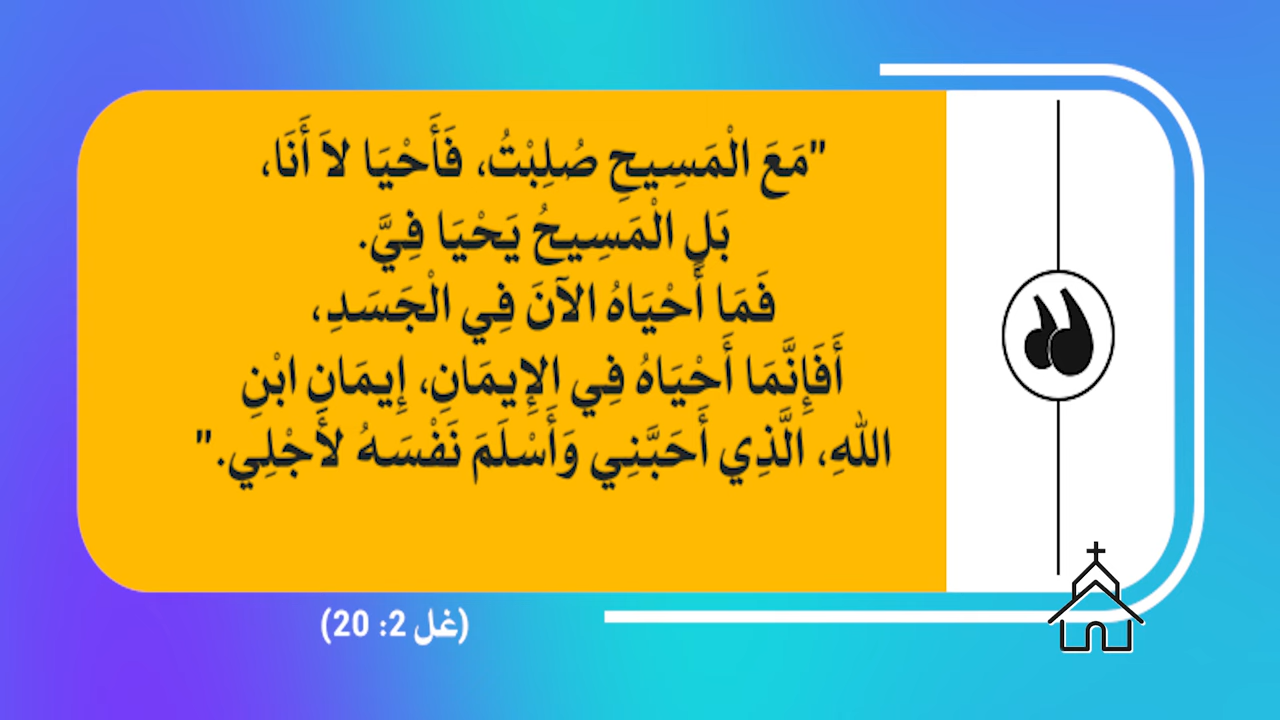 "مَعَ الْمَسِيحِ صُلِبْتُ، فَأَحْيَا لاَ أَنَا،
بَلِ الْمَسِيحُ يَحْيَا فِيَّ.
فَمَا أَحْيَاهُ الآنَ فِي الْجَسَدِ،
أَفَإِنَّمَا أَحْيَاهُ فِي الإِيمَانِ، إِيمَانِ ابْنِ
اللهِ، الَّذِي أَحَبَّنِي وَأَسْلَمَ نَفْسَهُ لأَجْلِي."
(غل 2: 20)